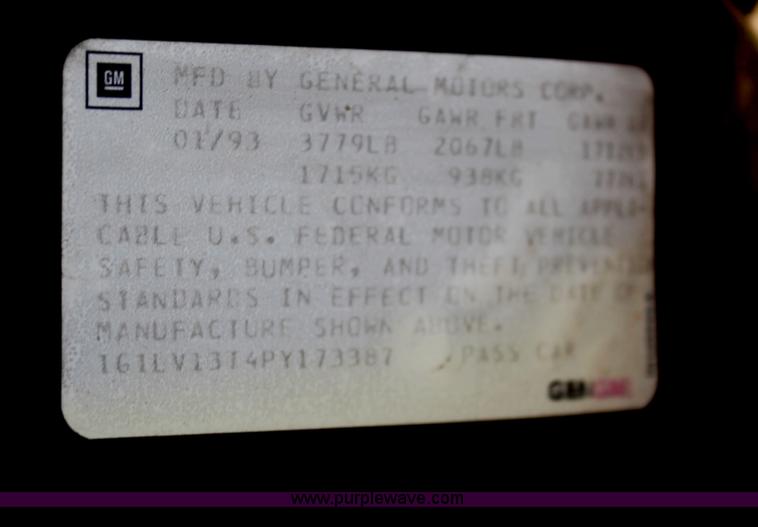 GM
MFD BY GENERAL MOTORS CORP.
DATE GVWR GAWR FRT GAWR
01/93 3779LB 2067LB
1715KG 938KG
THIS VEHICLE CONFORMS TO ALL APPLI-
CABLE U.S. FEDERAL MOTOR VEHICLE
SAFETY, BUMPER, AND THEFT
STANDARDS IN EFFECT ON THE DATE OF
MANUFACTURE SHOWN ABOVE.
1G1LV13T4PY173387 PASS CAR
www.purplewave.com